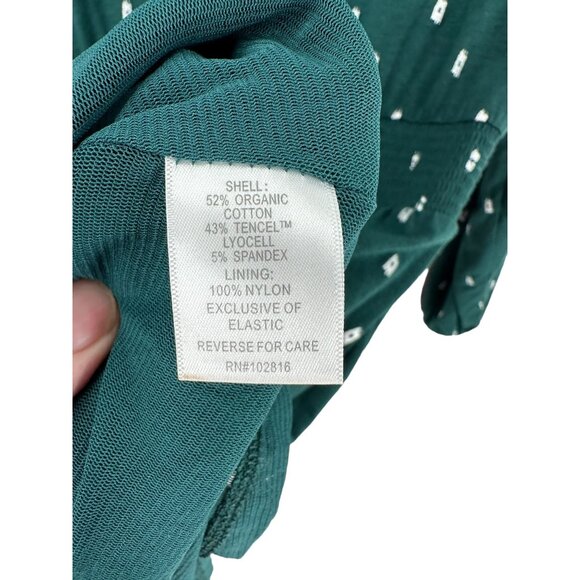 SHELL:
52% ORGANIC
COTTON
43% TENCEL™
LYOCELL
5% SPANDEX
LINING:
100% NYLON
EXCLUSIVE OF
ELASTIC
REVERSE FOR CARE
RN#102816